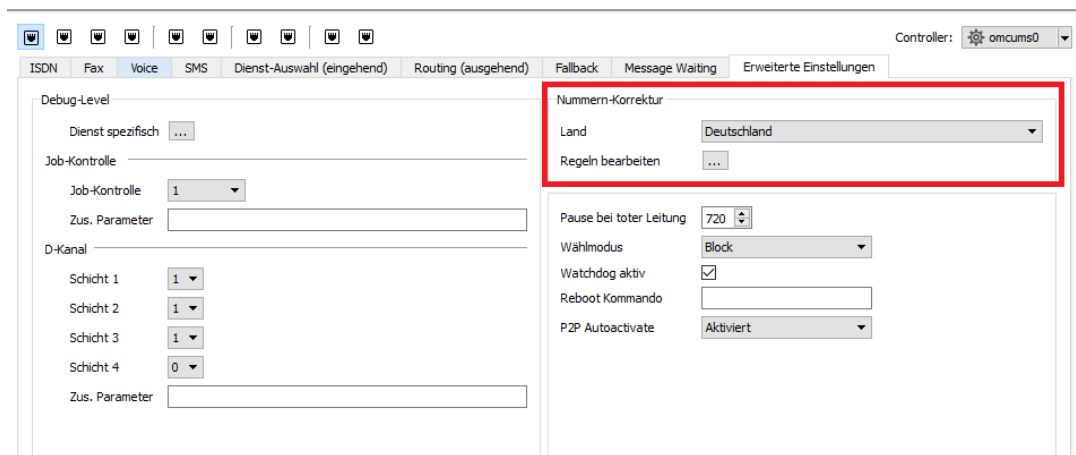 Controller: omcums0
ISDN Fax Voice SMS Dienst-Auswahl (eingehend) Routing (ausgehend) Fallback Message Waiting Erweiterte Einstellungen
Debug-Level
Dienst spezifisch ...
Job-Kontrolle
Job-Kontrolle 1
Zus. Parameter
D-Kanal
Schicht 1 1
Schicht 2 1
Schicht 3 1
Schicht 4 0
Zus. Parameter
Nummern-Korrektur
Land Deutschland
Regeln bearbeiten ...
Pause bei toter Leitung 720
Wählmodus Block
Watchdog aktiv
Reboot Kommando
P2P Autoactivate Aktiviert